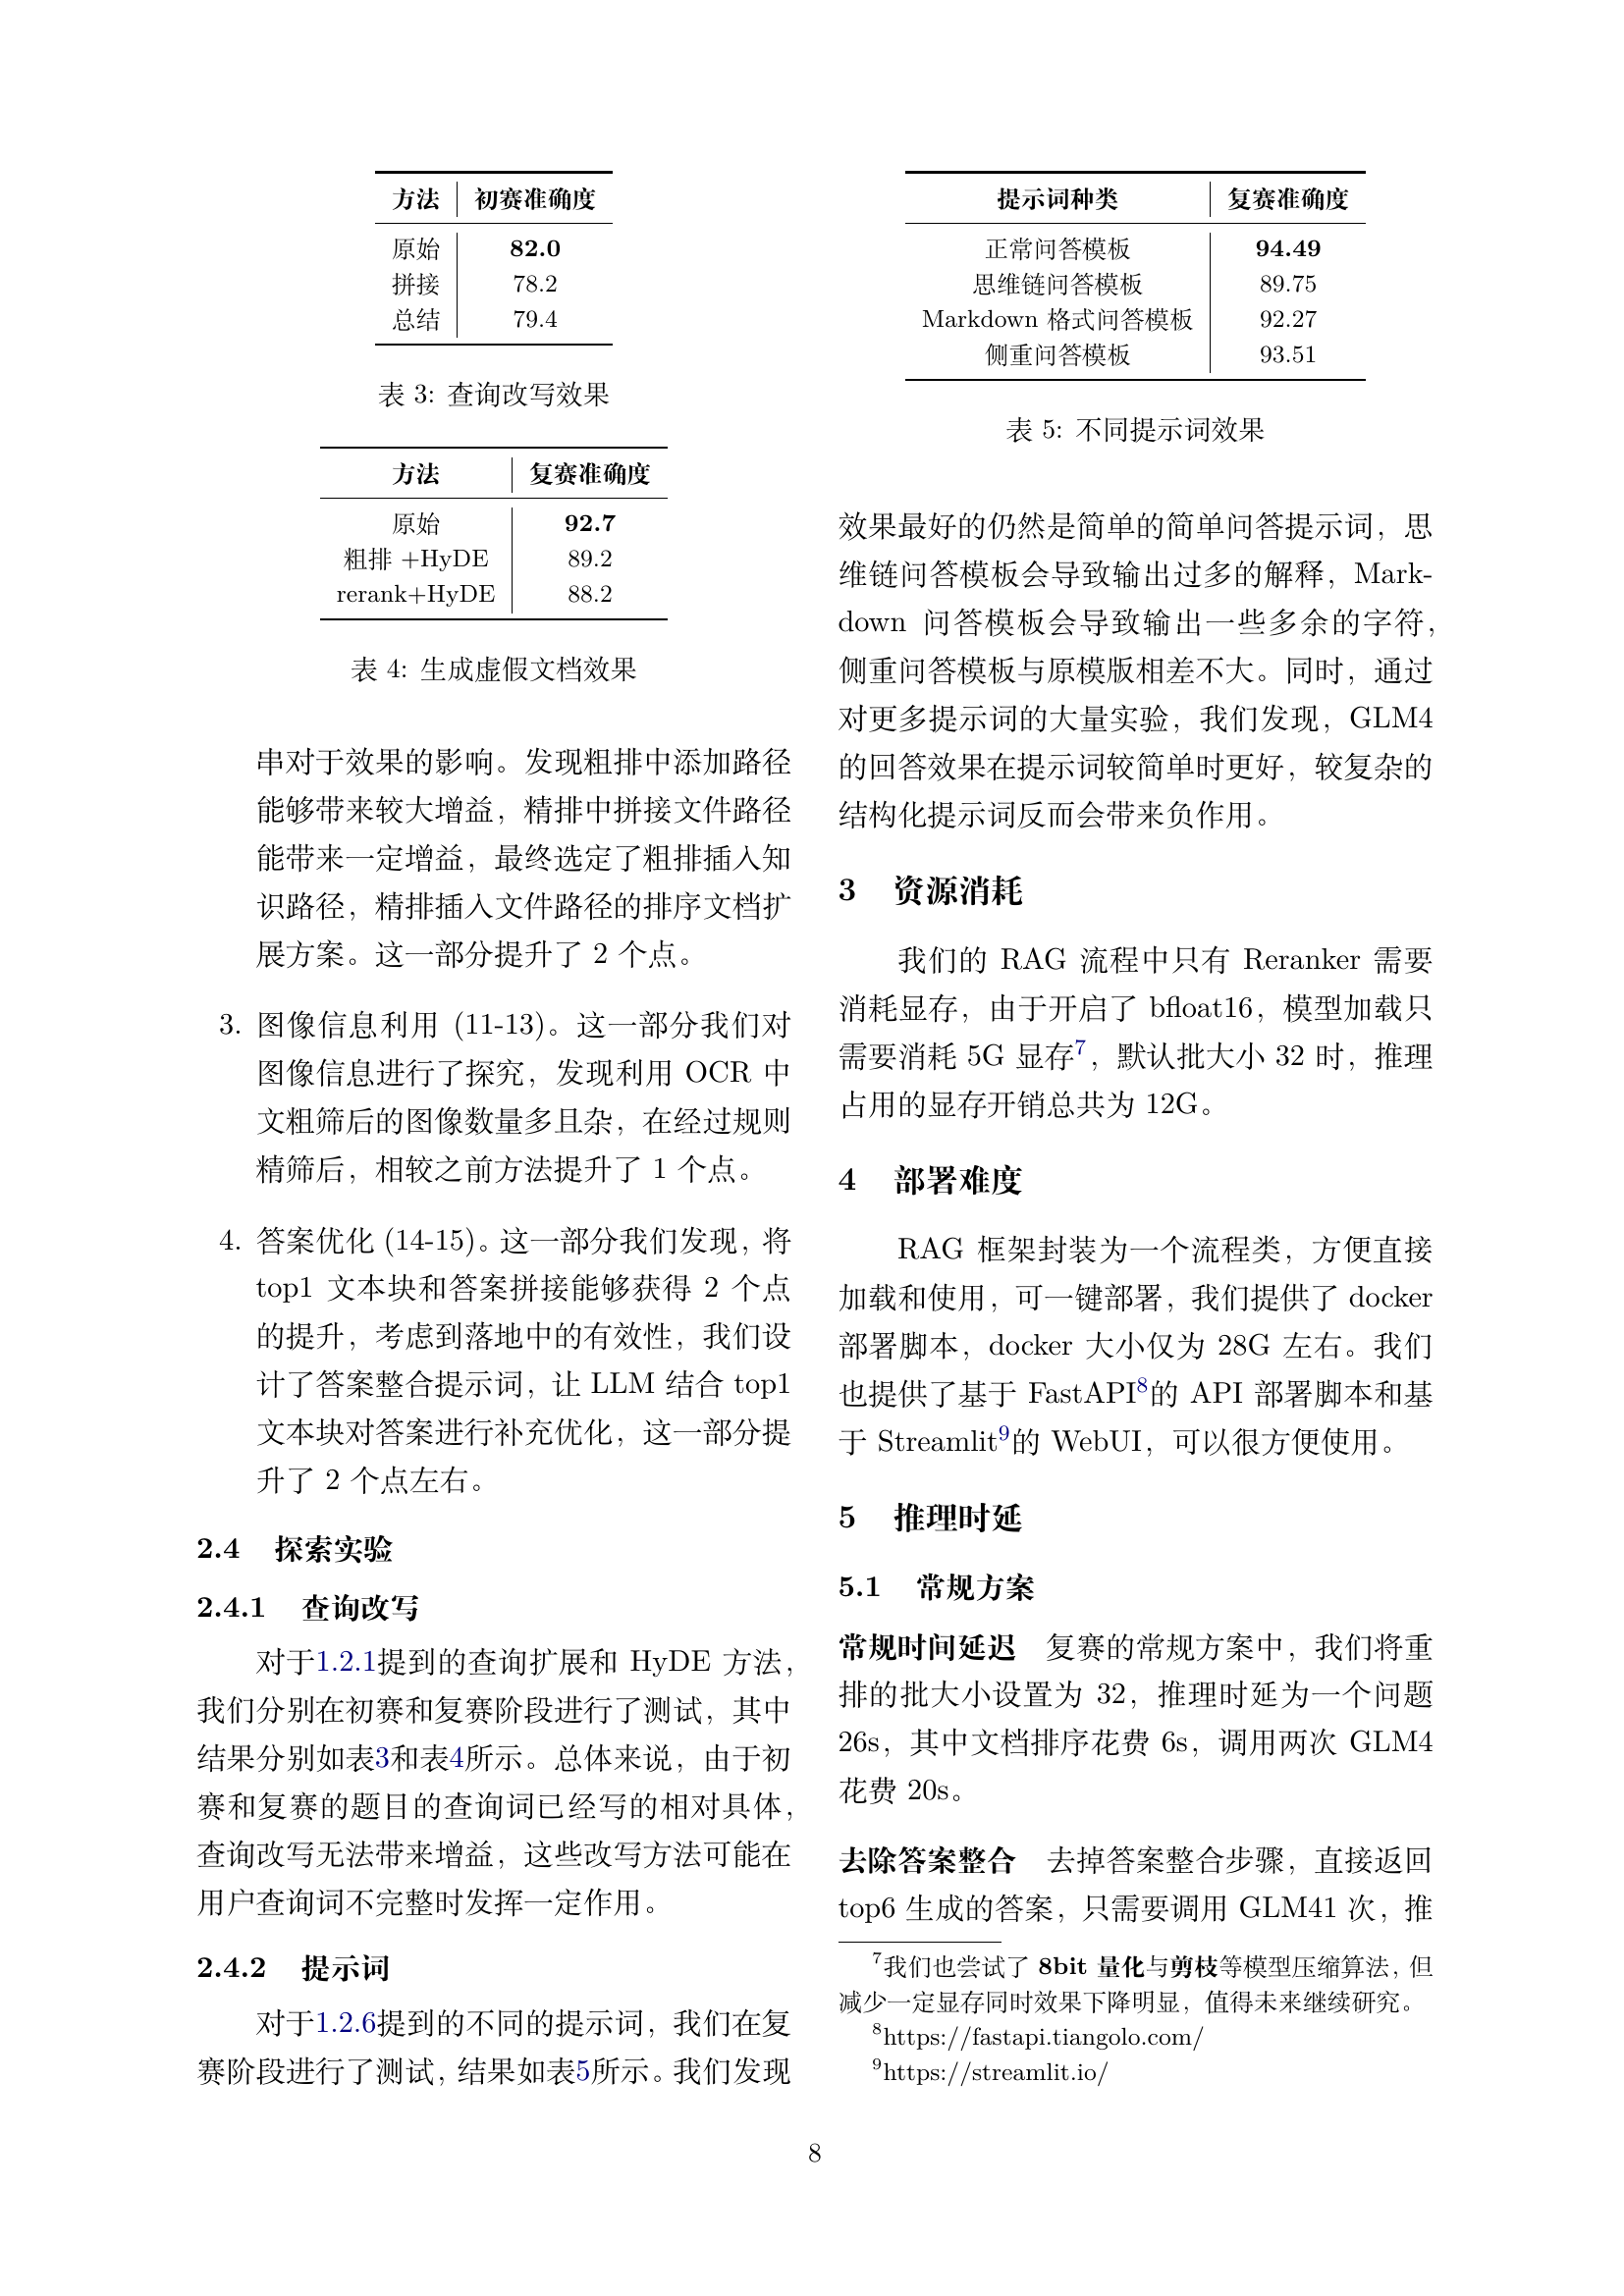 方法 初赛准确度
原始 82.0
拼接 78.2
总结 79.4
表 3: 查询改写效果
方法 复赛准确度
原始 92.7
粗排 +HyDE 89.2
rerank+HyDE 88.2
表 4: 生成虚假文档效果
串对于效果的影响。发现粗排中添加路径
能够带来较大增益，精排中拼接文件路径
能带来一定增益，最终选定了粗排插入知
识路径，精排插入文件路径的排序文档扩
展方案。这一部分提升了 2 个点。
3. 图像信息利用 (11-13)。这一部分我们对
图像信息进行了探究，发现利用 OCR 中
文粗筛后的图像数量多且杂，在经过规则
精筛后，相较之前方法提升了 1 个点。
4. 答案优化 (14-15)。这一部分我们发现，将
top1 文本块和答案拼接能够获得 2 个点
的提升，考虑到落地中的有效性，我们设
计了答案整合提示词，让 LLM 结合 top1
文本块对答案进行补充优化，这一部分提
升了 2 个点左右。
2.4 探索实验
2.4.1 查询改写
对于1.2.1提到的查询扩展和 HyDE 方法，
我们分别在初赛和复赛阶段进行了测试，其中
结果分别如表3和表4所示。总体来说，由于初
赛和复赛的题目的查询词已经写的相对具体，
查询改写无法带来增益，这些改写方法可能在
用户查询词不完整时发挥一定作用。
2.4.2 提示词
对于1.2.6提到的不同的提示词，我们在复
赛阶段进行了测试，结果如表5所示。我们发现
提示词种类 复赛准确度
正常问答模板 94.49
思维链问答模板 89.75
Markdown 格式问答模板 92.27
侧重问答模板 93.51
表 5: 不同提示词效果
效果最好的仍然是简单的简单问答提示词，思
维链问答模板会导致输出过多的解释，Mark-
down 问答模板会导致输出一些多余的字符，
侧重问答模板与原模版相差不大。同时，通过
对更多提示词的大量实验，我们发现，GLM4
的回答效果在提示词较简单时更好，较复杂的
结构化提示词反而会带来负作用。
3 资源消耗
我们的 RAG 流程中只有 Reranker 需要
消耗显存，由于开启了 bfloat16，模型加载只
需要消耗 5G 显存7，默认批大小 32 时，推理
占用的显存开销总共为 12G。
4 部署难度
RAG 框架封装为一个流程类，方便直接
加载和使用，可一键部署，我们提供了 docker
部署脚本，docker 大小仅为 28G 左右。我们
也提供了基于 FastAPI8的 API 部署脚本和基
于 Streamlit9的 WebUI，可以很方便使用。
5 推理时延
5.1 常规方案
常规时间延迟 复赛的常规方案中，我们将重
排的批大小设置为 32，推理时延为一个问题
26s，其中文档排序花费 6s，调用两次 GLM4
花费 20s。
去除答案整合 去掉答案整合步骤，直接返回
top6 生成的答案，只需要调用 GLM41 次，推
7我们也尝试了 8bit 量化与剪枝等模型压缩算法，但
减少一定显存同时效果下降明显，值得未来继续研究。
8https://fastapi.tiangolo.com/
9https://streamlit.io/
8